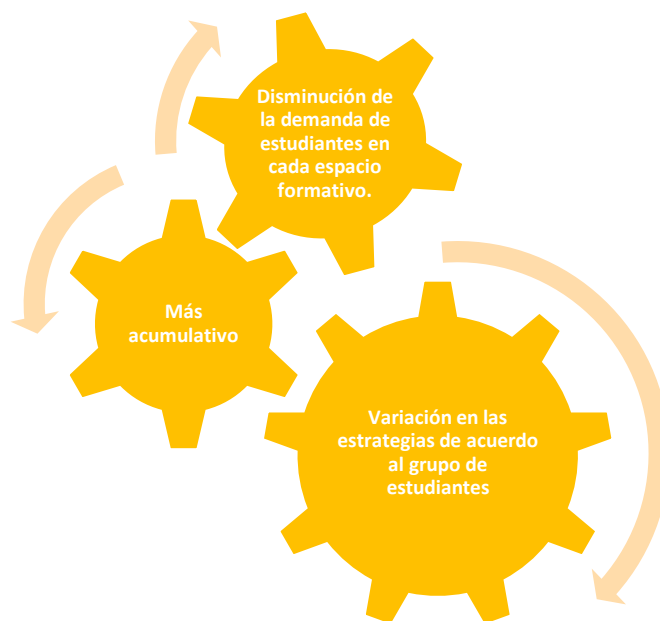 Disminución de
la demanda de
estudiantes en
cada espacio
formativo.
Más
acumulativo
Variación en las
estrategias de acuerdo
al grupo de
estudiantes